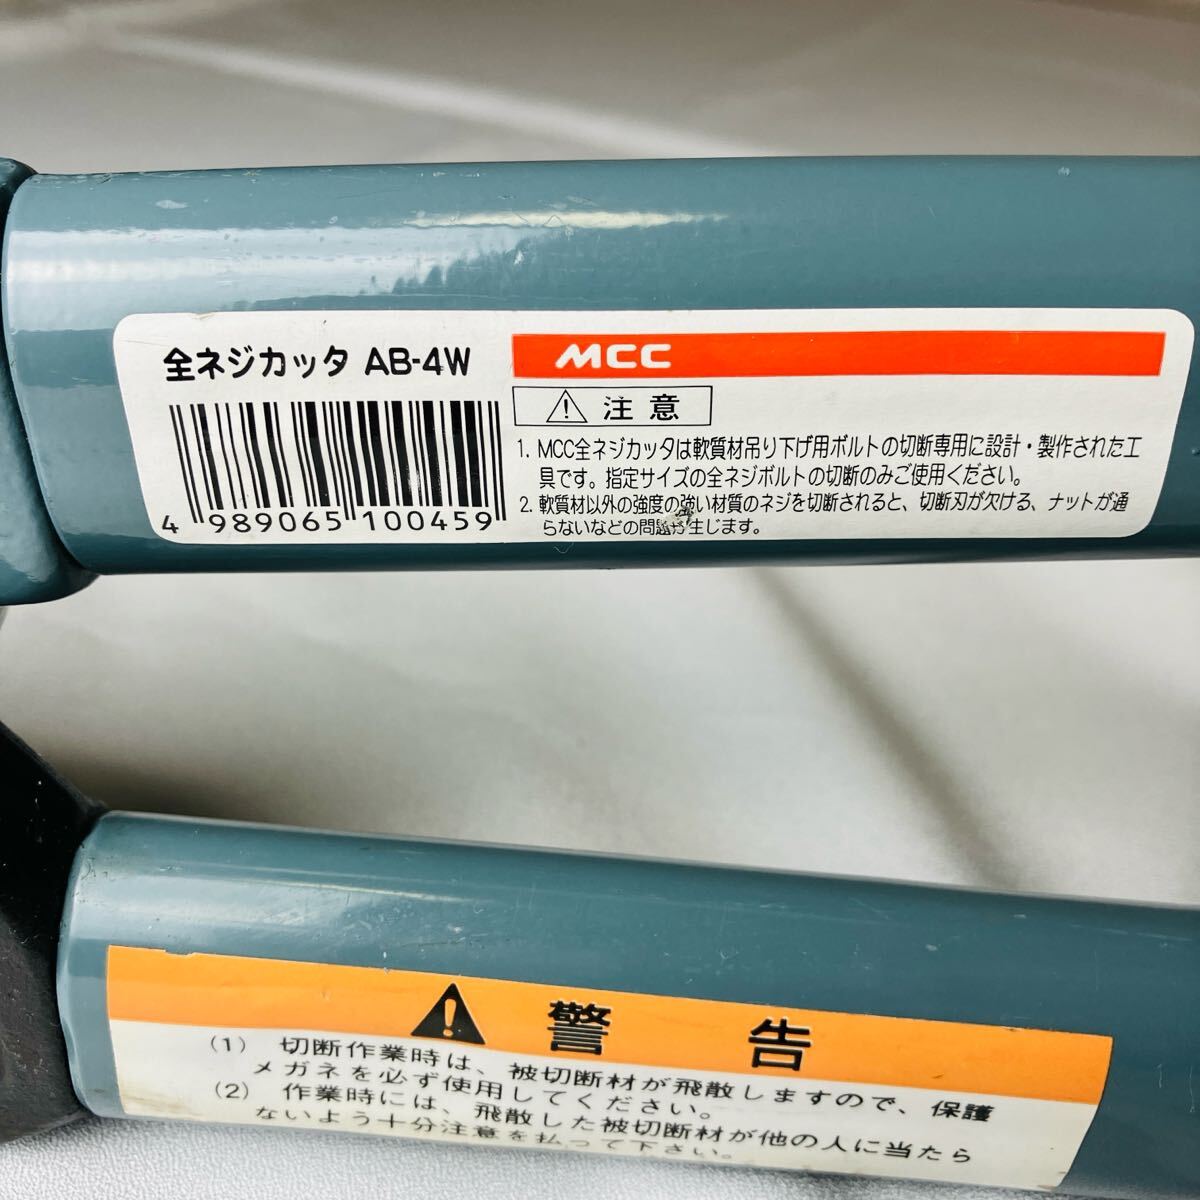 全ネジカッタ AB-4W
4 989065 100459
MCC
注意
1. MCC全ネジカッタは軟質材吊り下げ用ボルトの切断専用に設計・製作された工
具です。指定サイズの全ネジボルトの切断のみご使用ください。
2. 軟質材以外の強度の強い材質のネジを切断されると、切断刃が欠ける、ナットが通
らないなどの問題が生じます。
警告
(1) 切断作業時は、被切断材が飛散しますので、保護
メガネを必ず使用してください。
(2) 作業時には、飛散した被切断材が他の人に当たら
ないよう十分注意を払って下さい。